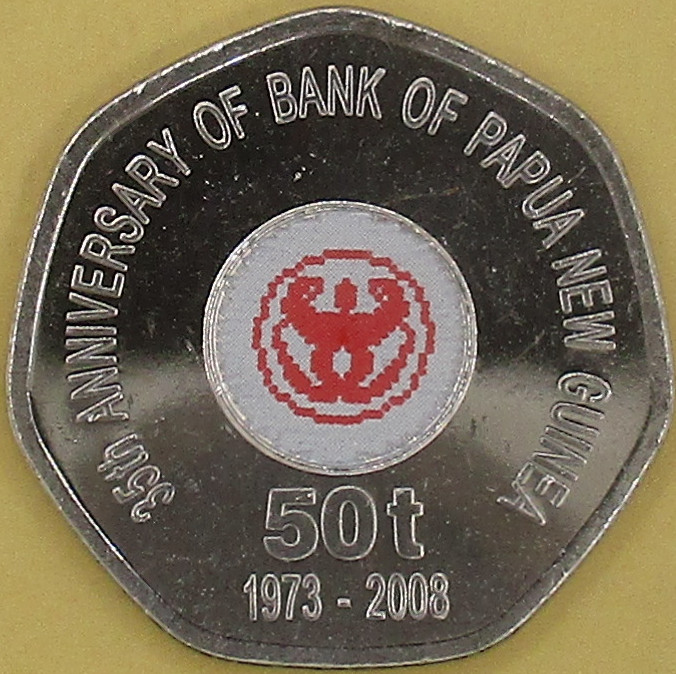 35th ANNIVERSARY OF BANK OF PAPUA NEW GUINEA
50t
1973 - 2008